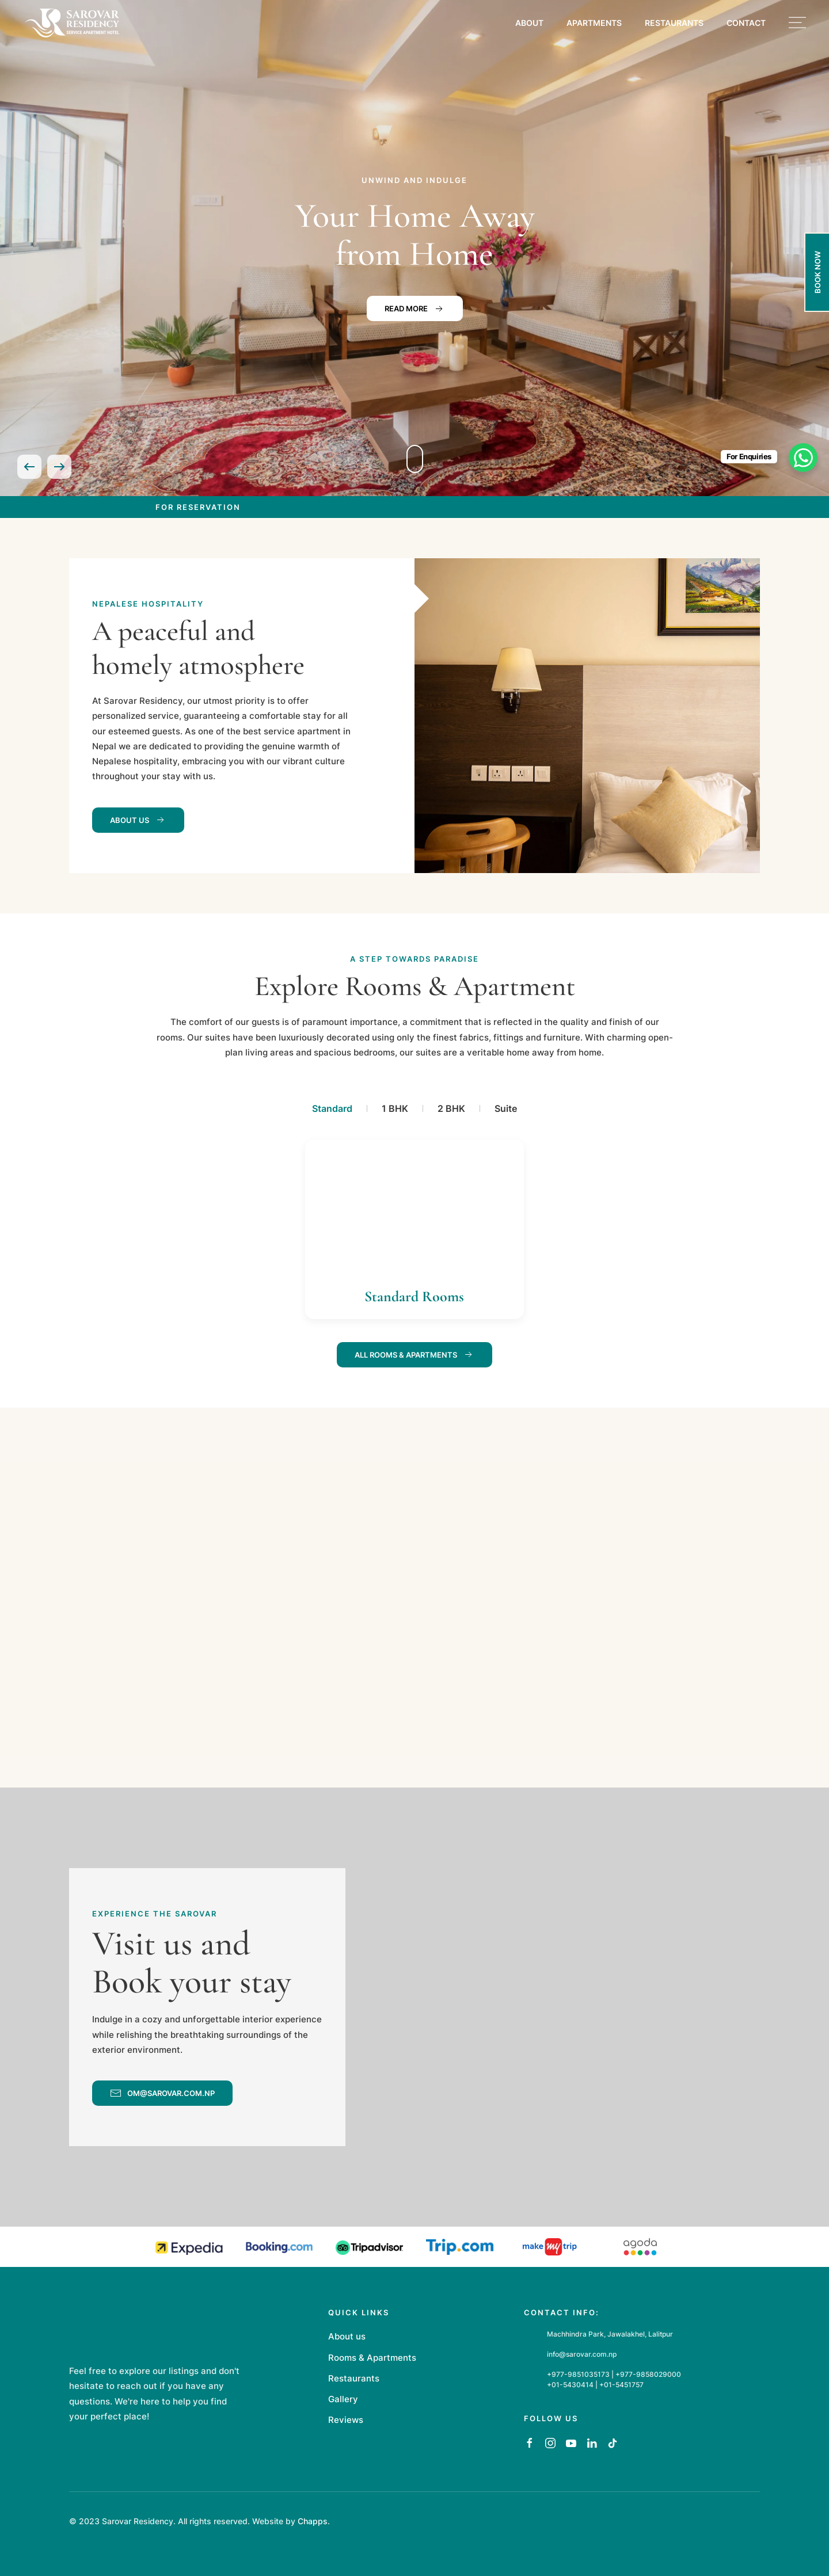 SAROVAR
RESIDENCY
SERVICE APARTMENT HOTEL
ABOUT
APARTMENTS
RESTAURANTS
CONTACT
UNWIND AND INDULGE
Your Home Away
from Home
READ MORE
BOOK NOW
For Enquiries
FOR RESERVATION
NEPALESE HOSPITALITY
A peaceful and
homely atmosphere
At Sarovar Residency, our utmost priority is to offer
personalized service, guaranteeing a comfortable stay for all
our esteemed guests. As one of the best service apartment in
Nepal we are dedicated to providing the genuine warmth of
Nepalese hospitality, embracing you with our vibrant culture
throughout your stay with us.
ABOUT US
A STEP TOWARDS PARADISE
Explore Rooms & Apartment
The comfort of our guests is of paramount importance, a commitment that is reflected in the quality and finish of our
rooms. Our suites have been luxuriously decorated using only the finest fabrics, fittings and furniture. With charming open-
plan living areas and spacious bedrooms, our suites are a veritable home away from home.
Standard
1 BHK
2 BHK
Suite
Standard Rooms
ALL ROOMS & APARTMENTS
EXPERIENCE THE SAROVAR
Visit us and
Book your stay
Indulge in a cozy and unforgettable interior experience
while relishing the breathtaking surroundings of the
exterior environment.
OM@SAROVAR.COM.NP
Expedia
Booking.com
Tripadvisor
Trip.com
make my trip
agoda
Feel free to explore our listings and don't
hesitate to reach out if you have any
questions. We're here to help you find
your perfect place!
QUICK LINKS
About us
Rooms & Apartments
Restaurants
Gallery
Reviews
CONTACT INFO:
Machhindra Park, Jawalakhel, Lalitpur
info@sarovar.com.np
+977-9851035173 | +977-9858029000
+01-5430414 | +01-5451757
FOLLOW US
© 2023 Sarovar Residency. All rights reserved. Website by Chapps.